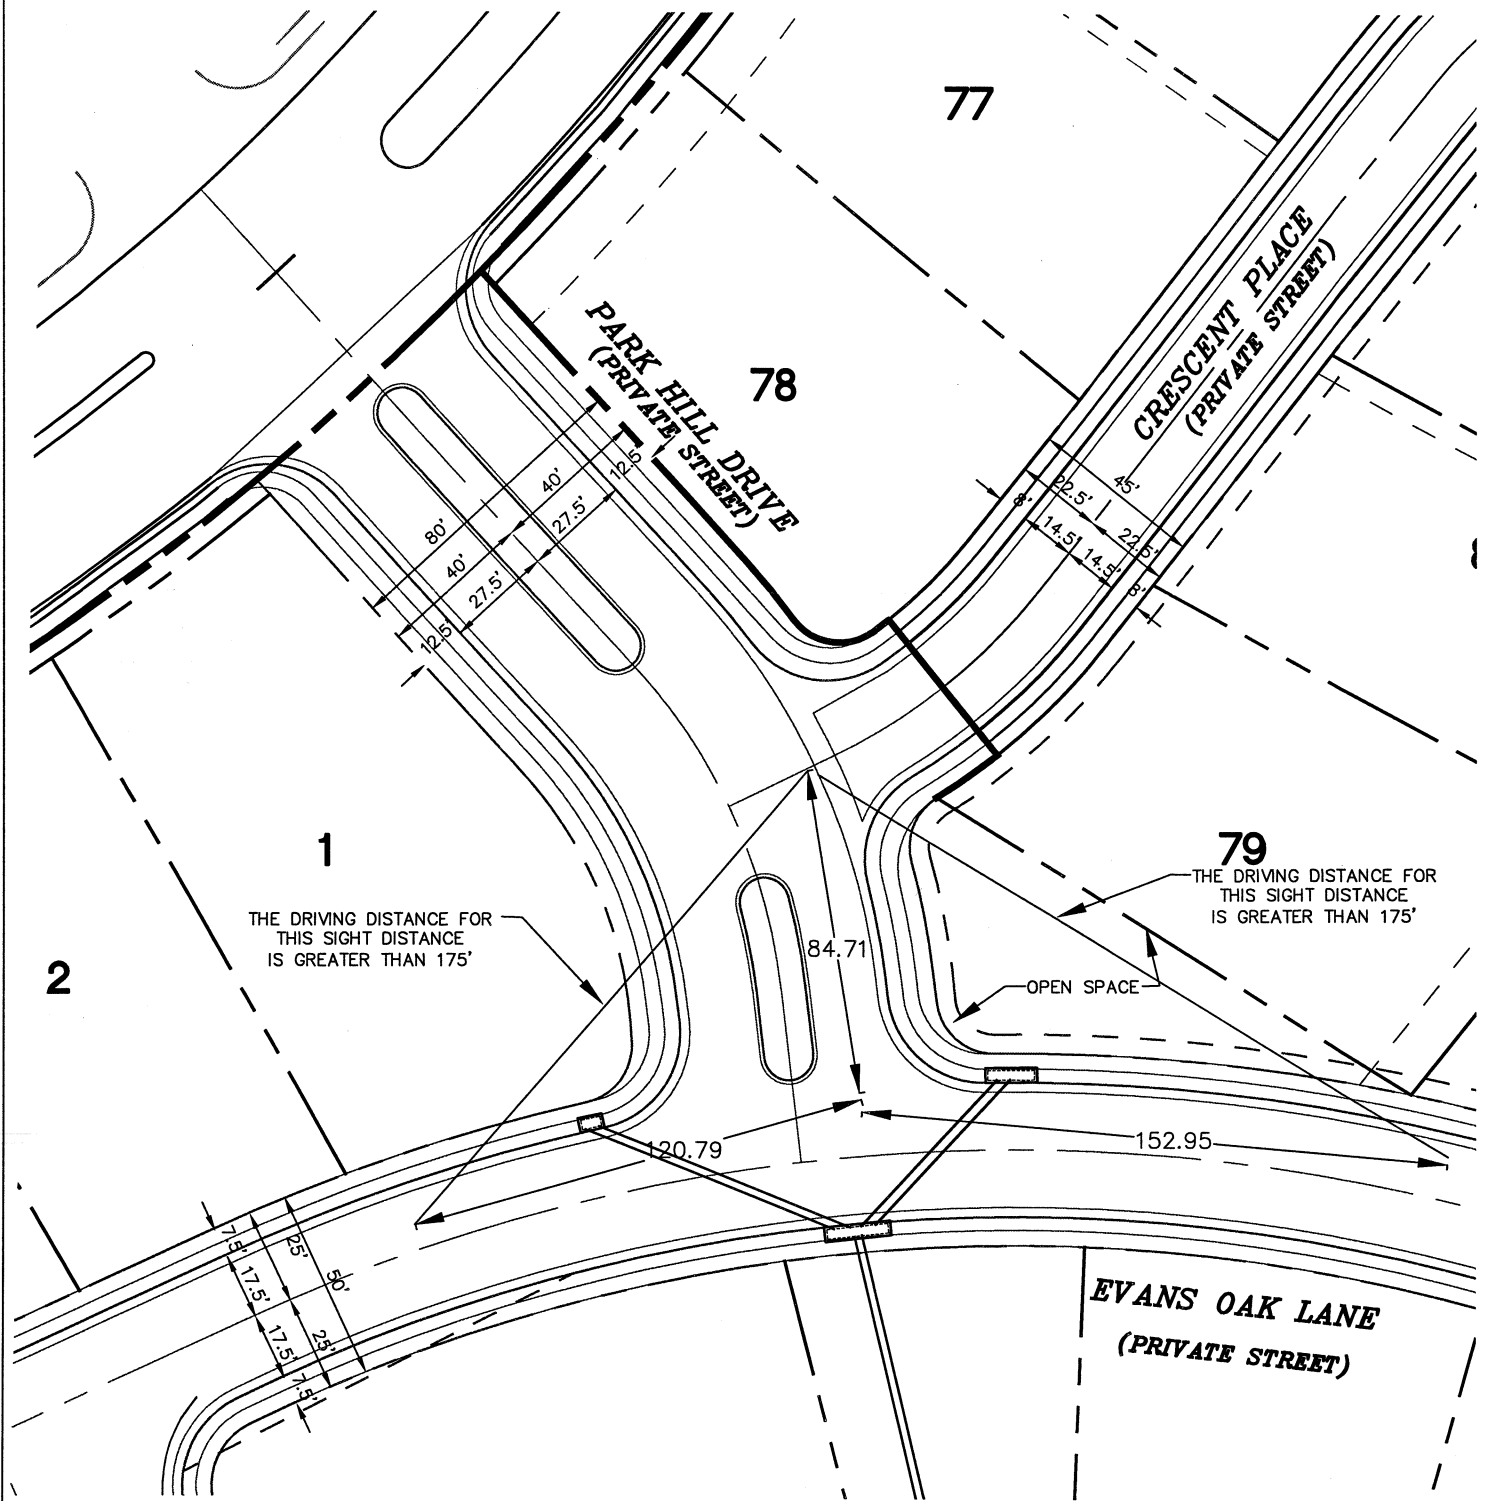 77
PARK HILL DRIVE
(PRIVATE STREET)
78
CRESCENT PLACE
(PRIVATE STREET)
80'
40'
40'
12.5'
27.5'
27.5'
12.5'
45'
22.5'
22.5'
8'
14.5'
14.5'
8'
1
2
79
THE DRIVING DISTANCE FOR
THIS SIGHT DISTANCE
IS GREATER THAN 175'
THE DRIVING DISTANCE FOR
THIS SIGHT DISTANCE
IS GREATER THAN 175'
84.71
OPEN SPACE
120.79
152.95
7.5'
25'
50'
17.5'
17.5'
25'
7.5'
EVANS OAK LANE
(PRIVATE STREET)